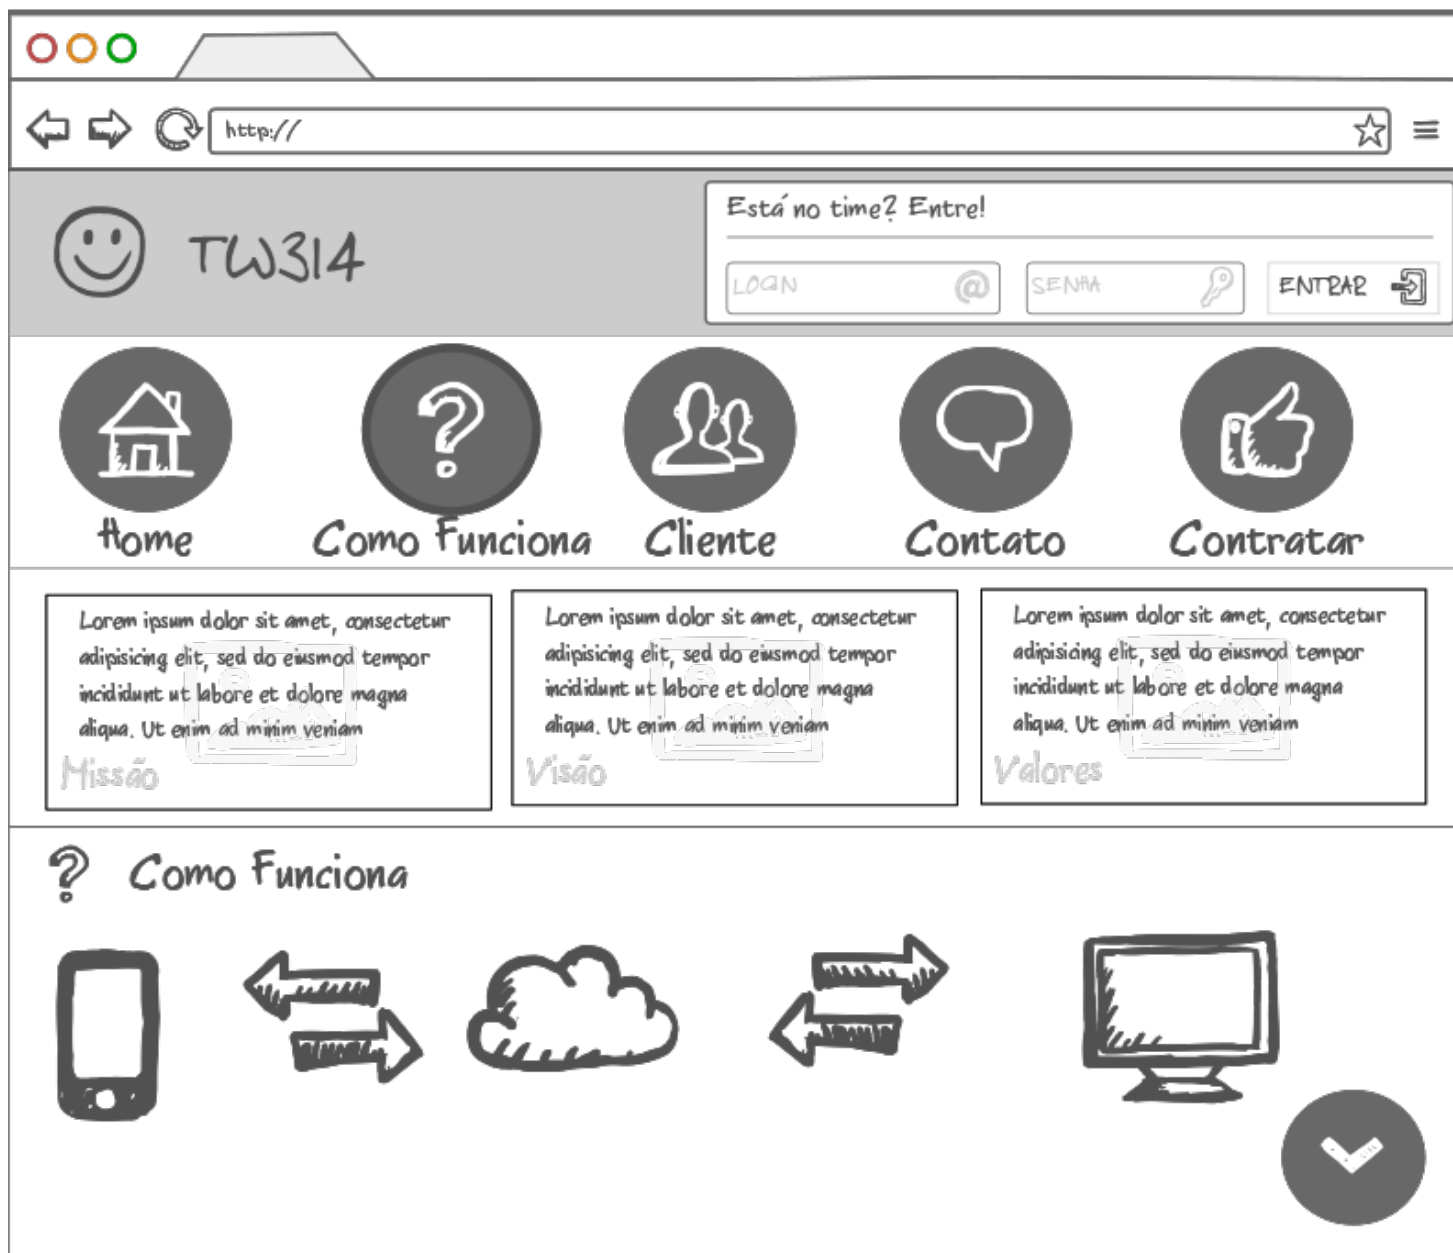 http://
TW314
Está no time? Entre!
LOGIN
SENHA
ENTRAR
Home
Como Funciona
Cliente
Contato
Contratar
Lorem ipsum dolor sit amet, consectetur
adipisicing elit, sed do eiusmod tempor
incididunt ut labore et dolore magna
aliqua. Ut enim ad minim veniam
Missão
Lorem ipsum dolor sit amet, consectetur
adipisicing elit, sed do eiusmod tempor
incididunt ut labore et dolore magna
aliqua. Ut enim ad minim veniam
Visão
Lorem ipsum dolor sit amet, consectetur
adipisicing elit, sed do eiusmod tempor
incididunt ut labore et dolore magna
aliqua. Ut enim ad minim veniam
Valores
? Como Funciona